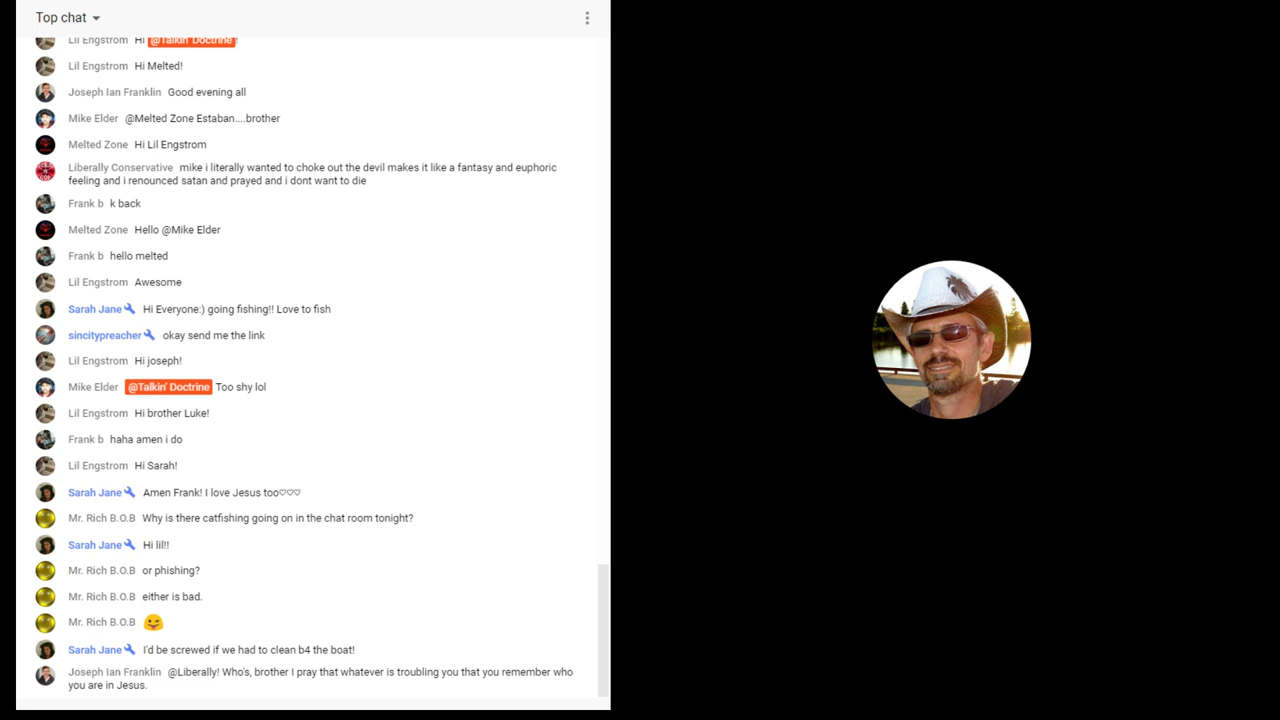 Top chat
Lil Engstrom Hi @Talkin' Doctrine!
Lil Engstrom Hi Melted!
Joseph Ian Franklin Good evening all
Mike Elder @Melted Zone Estaban....brother
Melted Zone Hi Lil Engstrom
Liberally Conservative mike i literally wanted to choke out the devil makes it like a fantasy and euphoric
feeling and i renounced satan and prayed and i dont want to die
Frank b k back
Melted Zone Hello @Mike Elder
Frank b hello melted
Lil Engstrom Awesome
Sarah Jane Hi Everyone:) going fishing!! Love to fish
sincitypreacher okay send me the link
Lil Engstrom Hi joseph!
Mike Elder @Talkin' Doctrine Too shy lol
Lil Engstrom Hi brother Luke!
Frank b haha amen i do
Lil Engstrom Hi Sarah!
Sarah Jane Amen Frank! I love Jesus too♡♡♡
Mr. Rich B.O.B Why is there catfishing going on in the chat room tonight?
Sarah Jane Hi lil!!
Mr. Rich B.O.B or phishing?
Mr. Rich B.O.B either is bad.
Mr. Rich B.O.B 😜
Sarah Jane I'd be screwed if we had to clean b4 the boat!
Joseph Ian Franklin @Liberally! Who's, brother I pray that whatever is troubling you that you remember who
you are in Jesus.